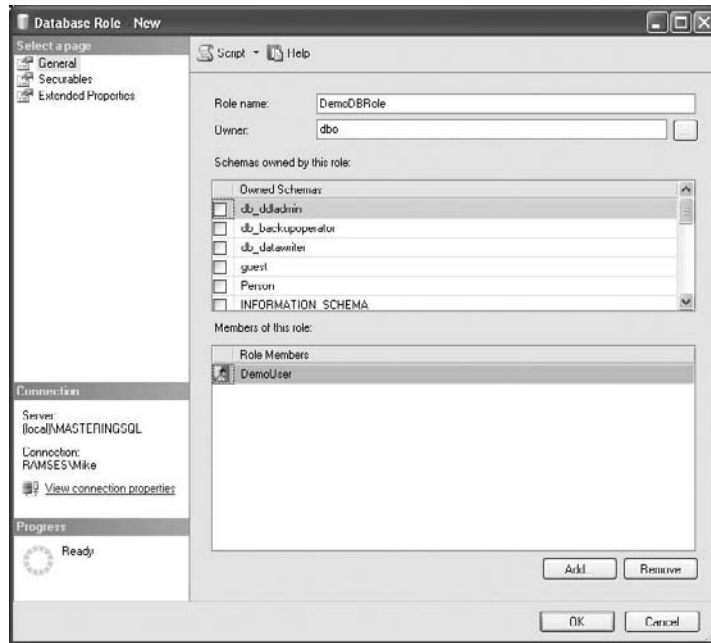 Database Role New
Select a page
General
Securables
Extended Properties
Script
Help
Role name:
DemoDBRole
Owner:
dbo
...
Schemas owned by this role:
Owned Schemas
db_ddladmin
db_backupoperator
db_datawriter
guest
Person
INFORMATION_SCHEMA
Members of this role:
Role Members
DemoUser
Connection
Server:
(local)\MASTERINGSQL
Connection:
RAMSES\Mike
View connection properties
Progress
Ready
Add...
Remove
OK
Cancel